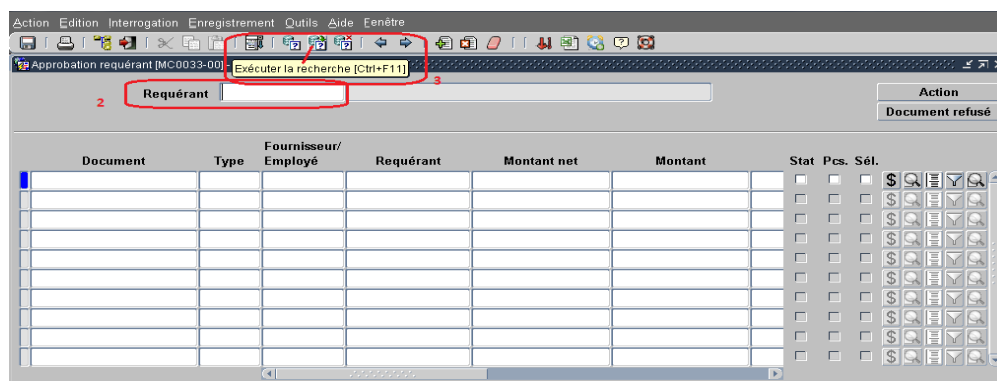 Action Edition Interrogation Enregistrement Outils Aide Fenêtre
Approbation requérant [MC0033-00]
Exécuter la recherche [Ctrl+F11]
3
2
Requérant
Action
Document refusé
Document Type Fournisseur/ Employé Requérant Montant net Montant Stat Pcs. Sél.